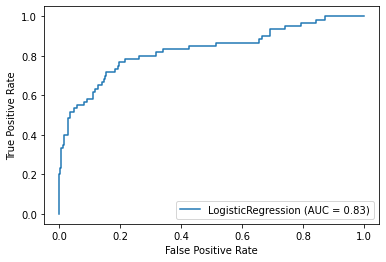 1.0
0.8
0.6
0.4
0.2
0.0
True Positive Rate
LogisticRegression (AUC = 0.83)
0.0 0.2 0.4 0.6 0.8 1.0
False Positive Rate